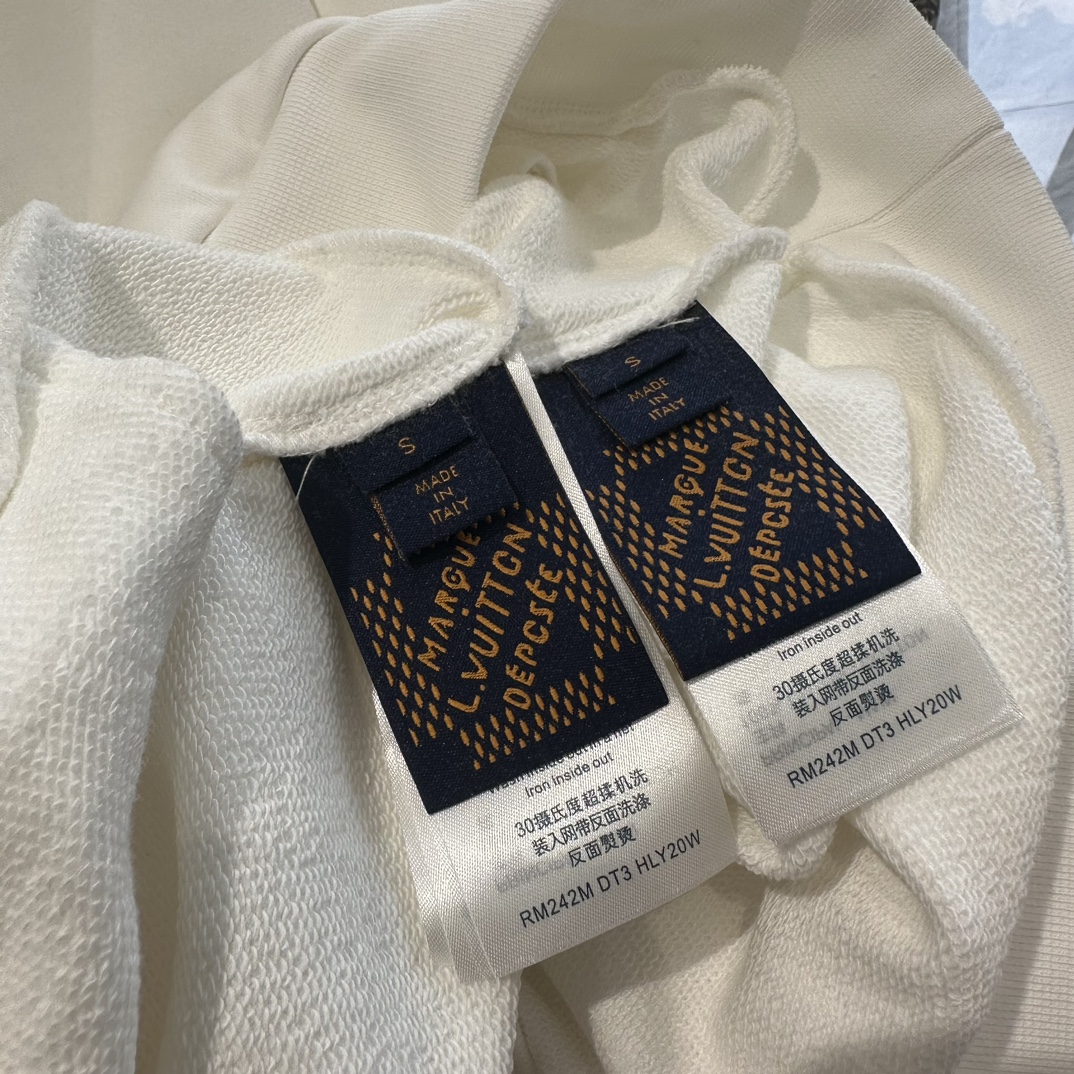 S
MADE
IN
ITALY
MARQUE
L.VUITTON
DÉPOSÉE
Iron inside out
30摄氏度超揉机洗
装入网带反面洗涤
反面熨烫
RM242M DT3 HLY20W
S
MADE
IN
ITALY
MARQUE
L.VUITTON
DÉPOSÉE
Iron inside out
30摄氏度超揉机洗
装入网带反面洗涤
反面熨烫
RM242M DT3 HLY20W